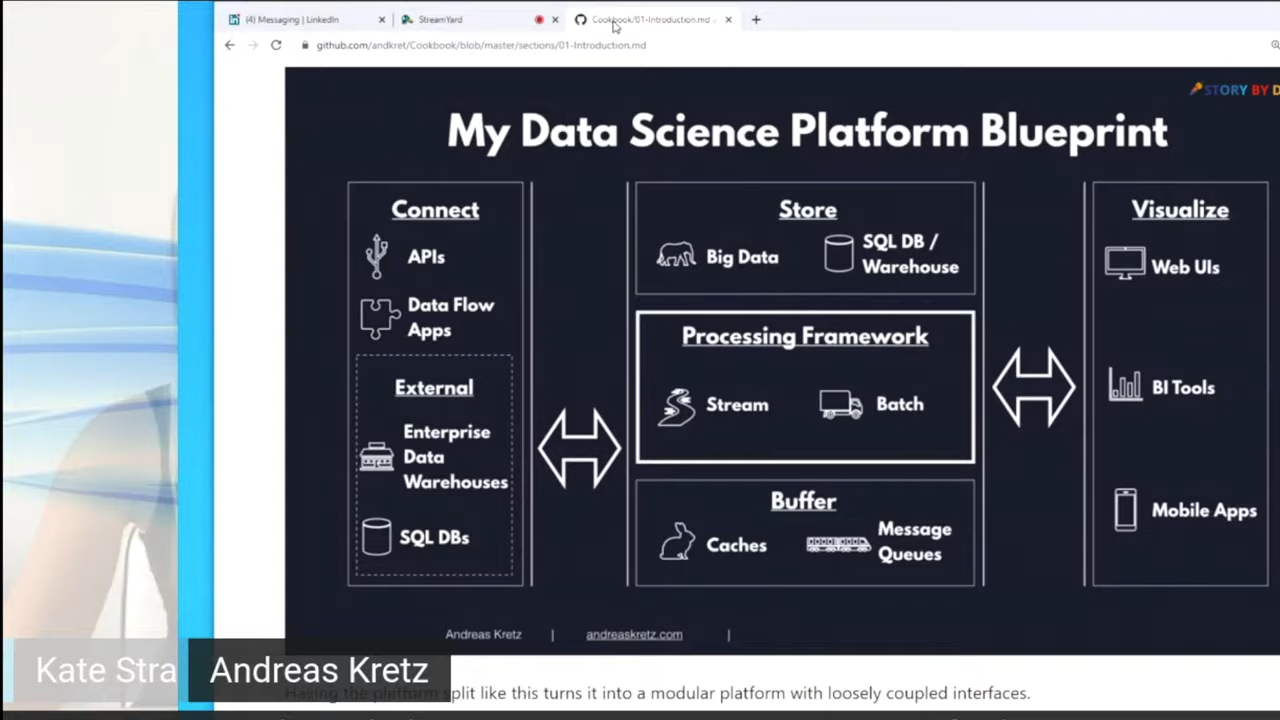 (4) Messaging | LinkedIn
StreamYard
Cookbook/01-Introduction.md
github.com/andkret/Cookbook/blob/master/sections/01-Introduction.md
STORY BY D
My Data Science Platform Blueprint
Connect
APIs
Data Flow
Apps
External
Enterprise
Data
Warehouses
SQL DBs
Store
Big Data
SQL DB /
Warehouse
Processing Framework
Stream
Batch
Buffer
Caches
Message
Queues
Visualize
Web UIs
BI Tools
Mobile Apps
Andreas Kretz | andreaskretz.com |
Kate Stra
Andreas Kretz
Having the platform split like this turns it into a modular platform with loosely coupled interfaces.